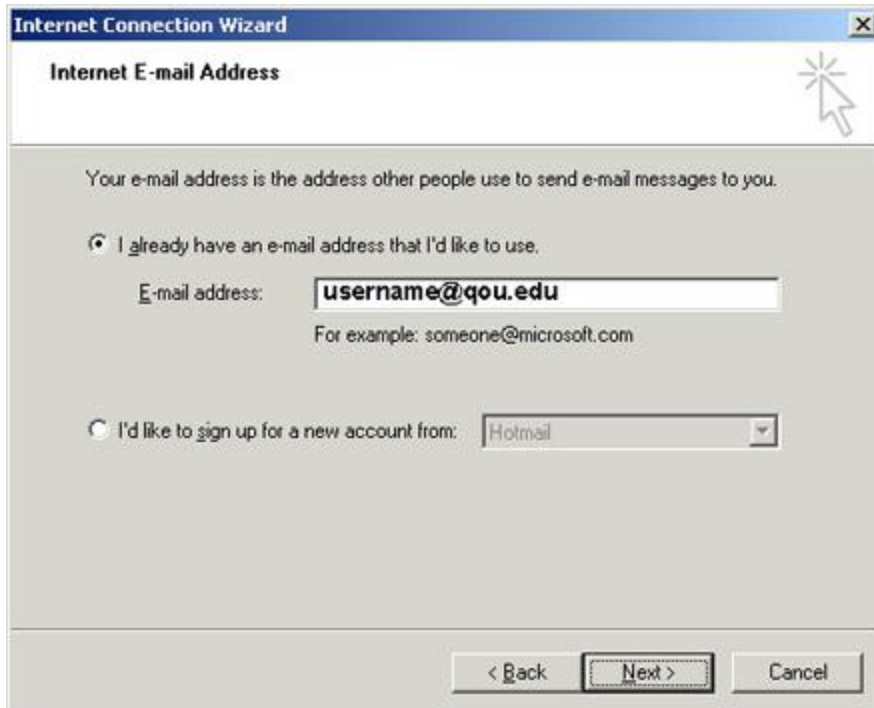 Internet Connection Wizard
Internet E-mail Address
Your e-mail address is the address other people use to send e-mail messages to you.
I already have an e-mail address that I'd like to use.
E-mail address: username@qou.edu
For example: someone@microsoft.com
I'd like to sign up for a new account from: Hotmail
< Back Next > Cancel